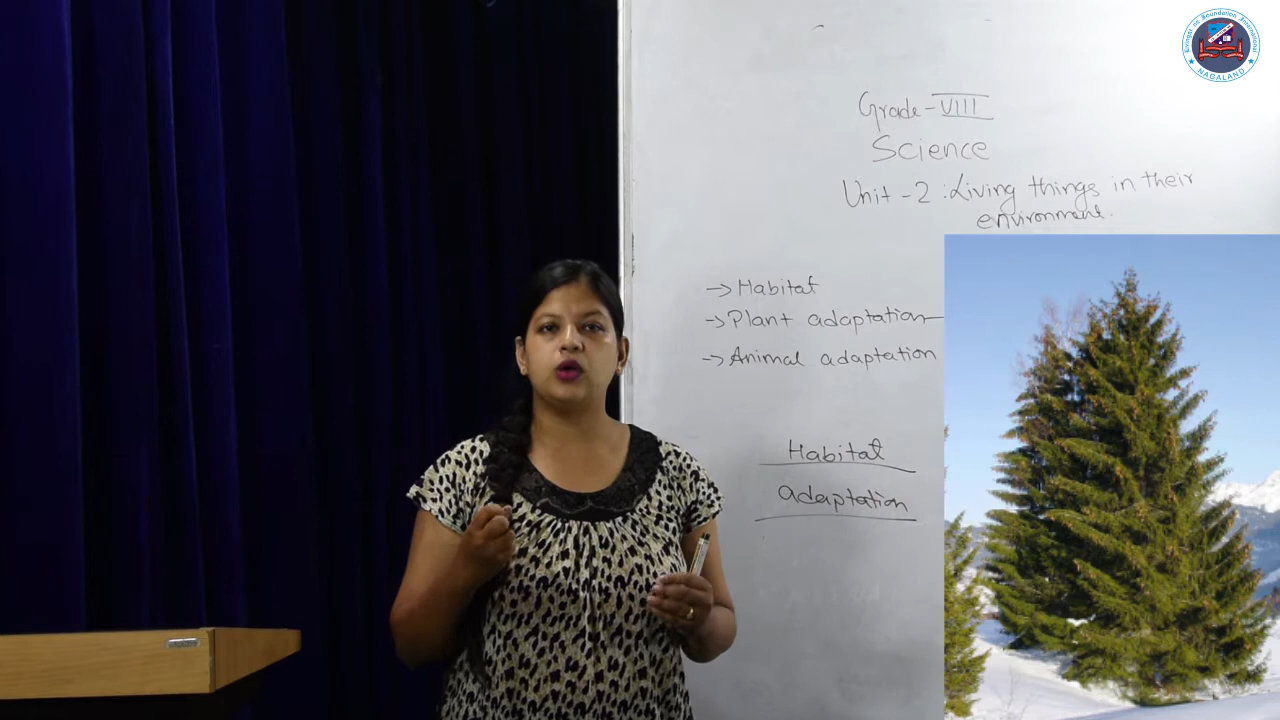 Grade - VIII
Science
Unit - 2 : Living things in their
environment.
→ Habitat
→ Plant adaptation
→ Animal adaptation
Habitat
adaptation
NAGALAND